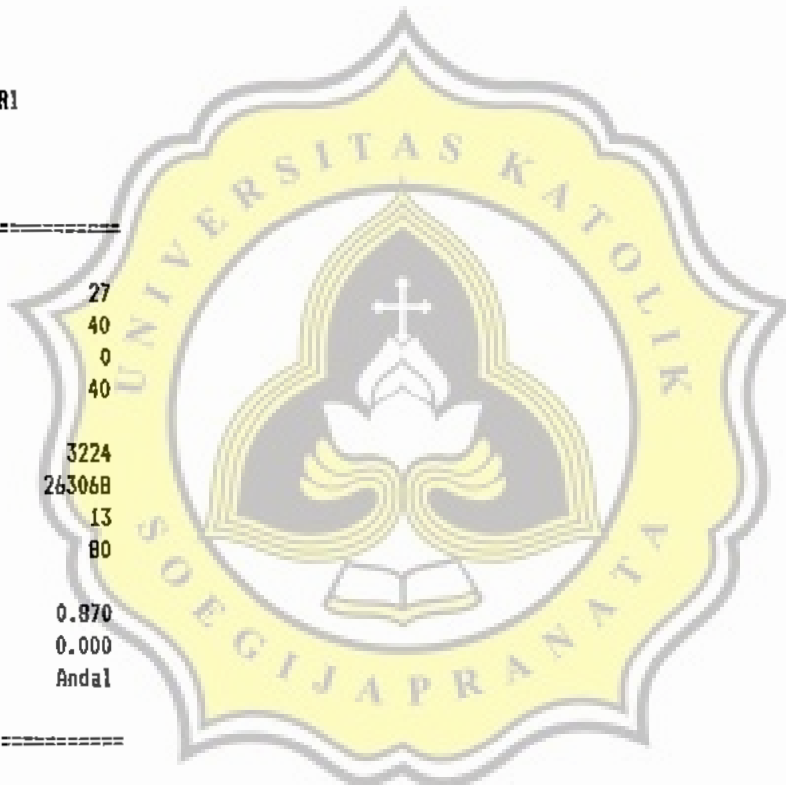 R1
27
40
0
40
3224
263068
13
80
0.870
0.000
Andal
UNIVERSITAS KATOLIK
SOEGIJAPRANATA